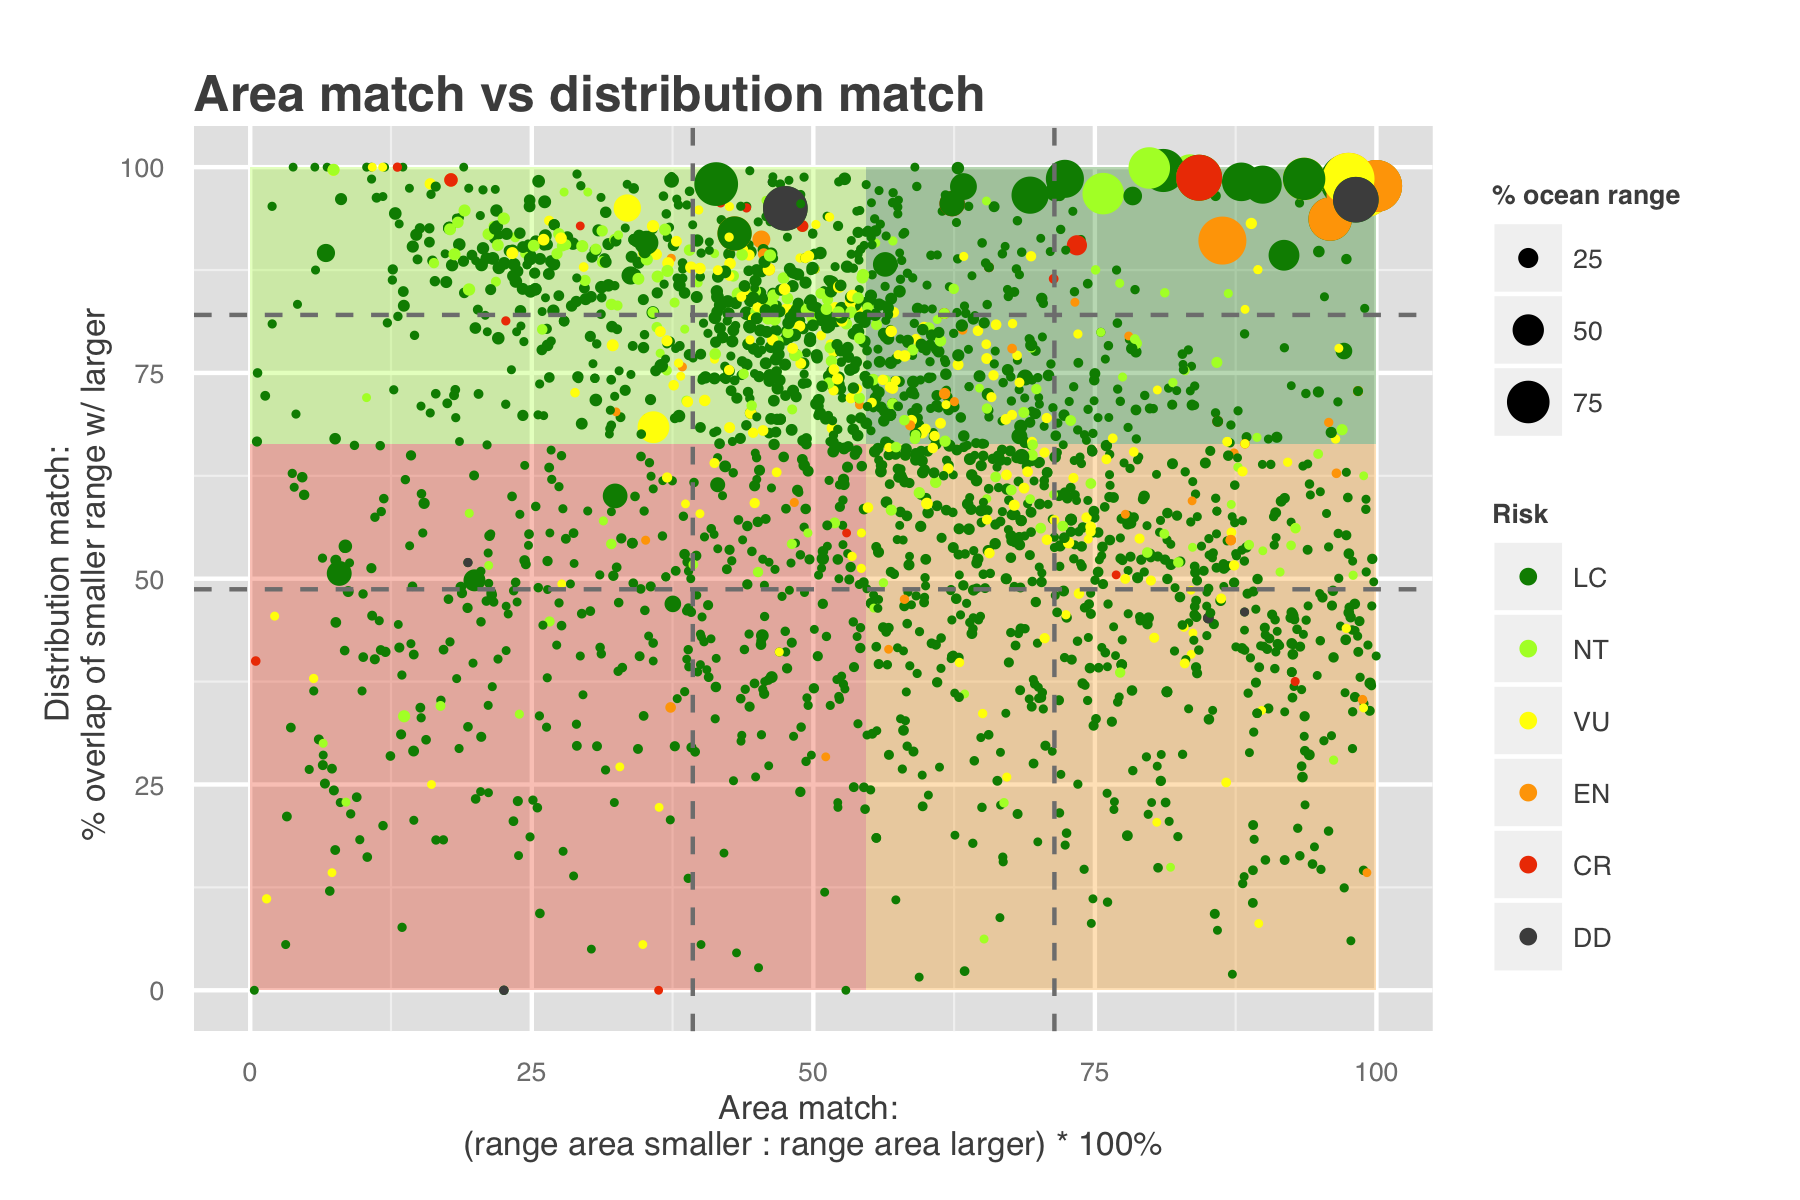 Area match vs distribution match
Distribution match:
% overlap of smaller range w/ larger
100
75
50
25
0
0
25
50
75
100
Area match:
(range area smaller : range area larger) * 100%
% ocean range
25
50
75
Risk
LC
NT
VU
EN
CR
DD